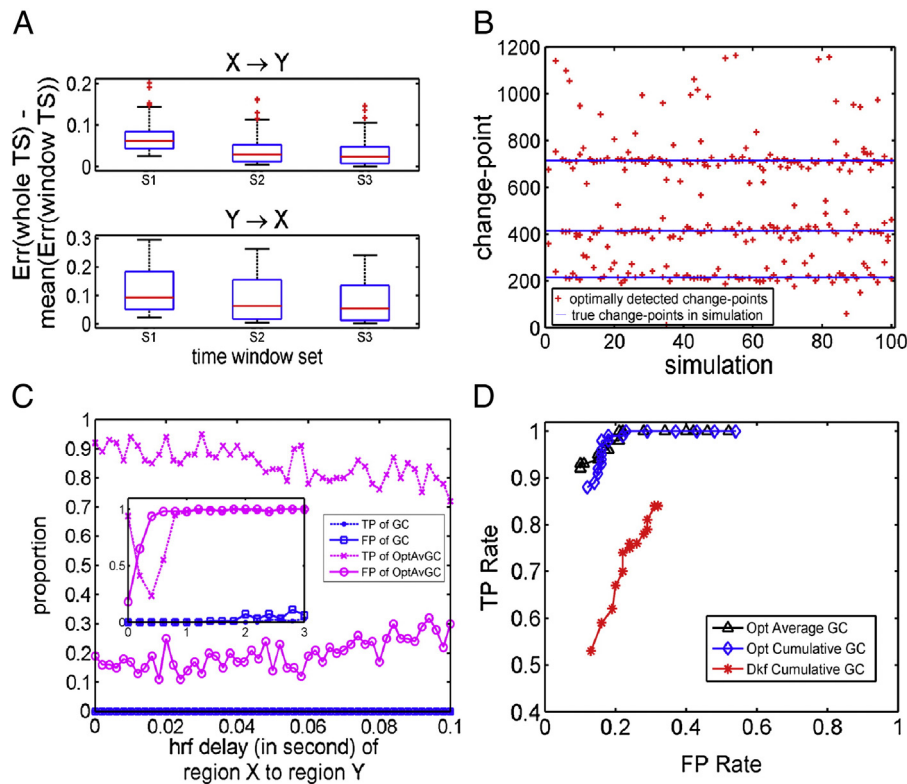 A
X → Y
Err(whole TS) -
mean(Err(window TS))
0.2
0.1
0
S1 S2 S3
Y → X
0.3
0.2
0.1
0
S1 S2 S3
time window set
B
change-point
1200
1000
800
600
400
200
0
optimally detected change-points
true change-points in simulation
0 20 40 60 80 100
simulation
C
proportion
1
0.9
0.8
0.7
0.6
0.5
0.4
0.3
0.2
0.1
0
1
0.5
0
0 1 2 3
TP of GC
FP of GC
TP of OptAvGC
FP of OptAvGC
0 0.02 0.04 0.06 0.08 0.1
hrf delay (in second) of
region X to region Y
D
TP Rate
1
0.9
0.8
0.7
0.6
0.5
0.4
Opt Average GC
Opt Cumulative GC
Dkf Cumulative GC
0 0.2 0.4 0.6 0.8 1
FP Rate